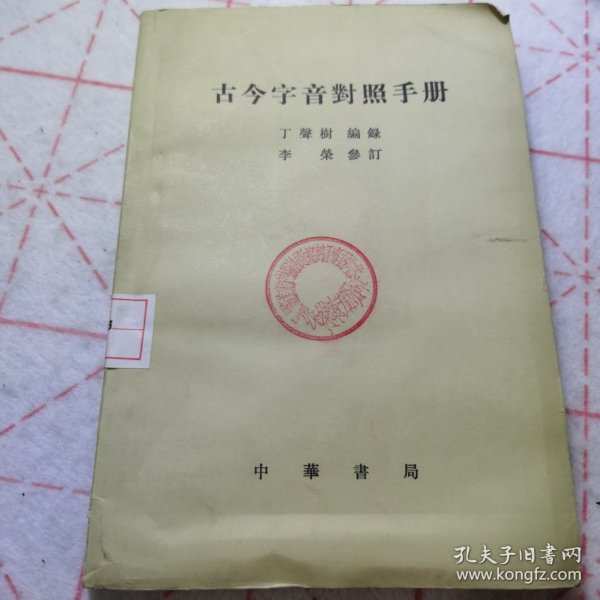 古今字音對照手册
丁聲樹 編錄
李榮 參訂
中華書局
孔夫子旧书网
www.kongfz.com